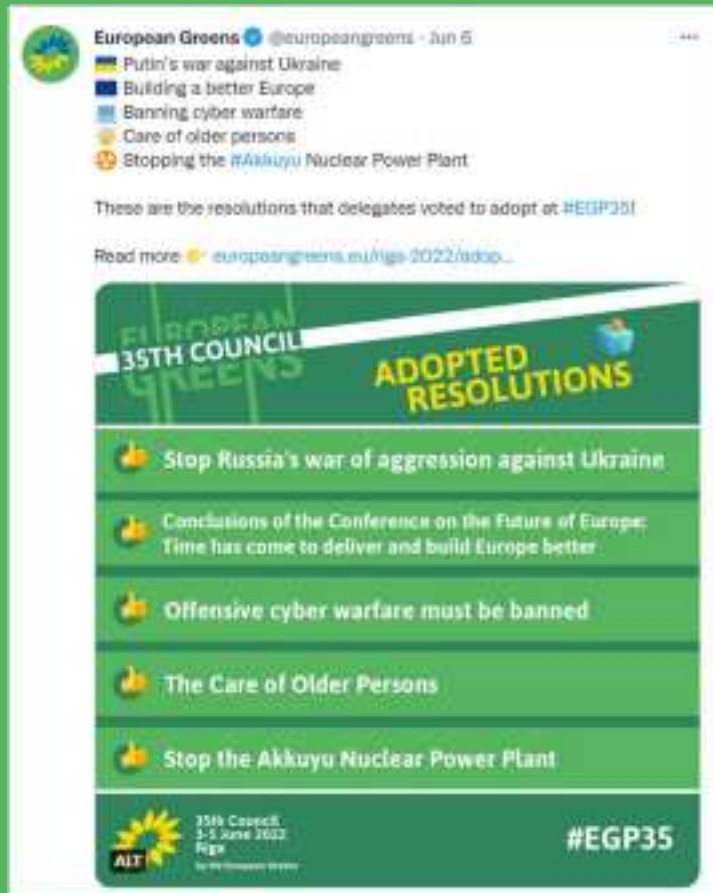 European Greens @europeangreens · Jun 6
Putin's war against Ukraine
Building a better Europe
Banning cyber warfare
Care of older persons
Stopping the #Akkuyu Nuclear Power Plant
These are the resolutions that delegates voted to adopt at #EGP35!
Read more europeangreens.eu/riga-2022/adop...
EUROPEAN
35TH COUNCIL
GREENS
ADOPTED
RESOLUTIONS
Stop Russia's war of aggression against Ukraine
Conclusions of the Conference on the Future of Europe:
Time has come to deliver and build Europe better
Offensive cyber warfare must be banned
The Care of Older Persons
Stop the Akkuyu Nuclear Power Plant
35th Council
3-5 June 2022
Riga
ALT
#EGP35